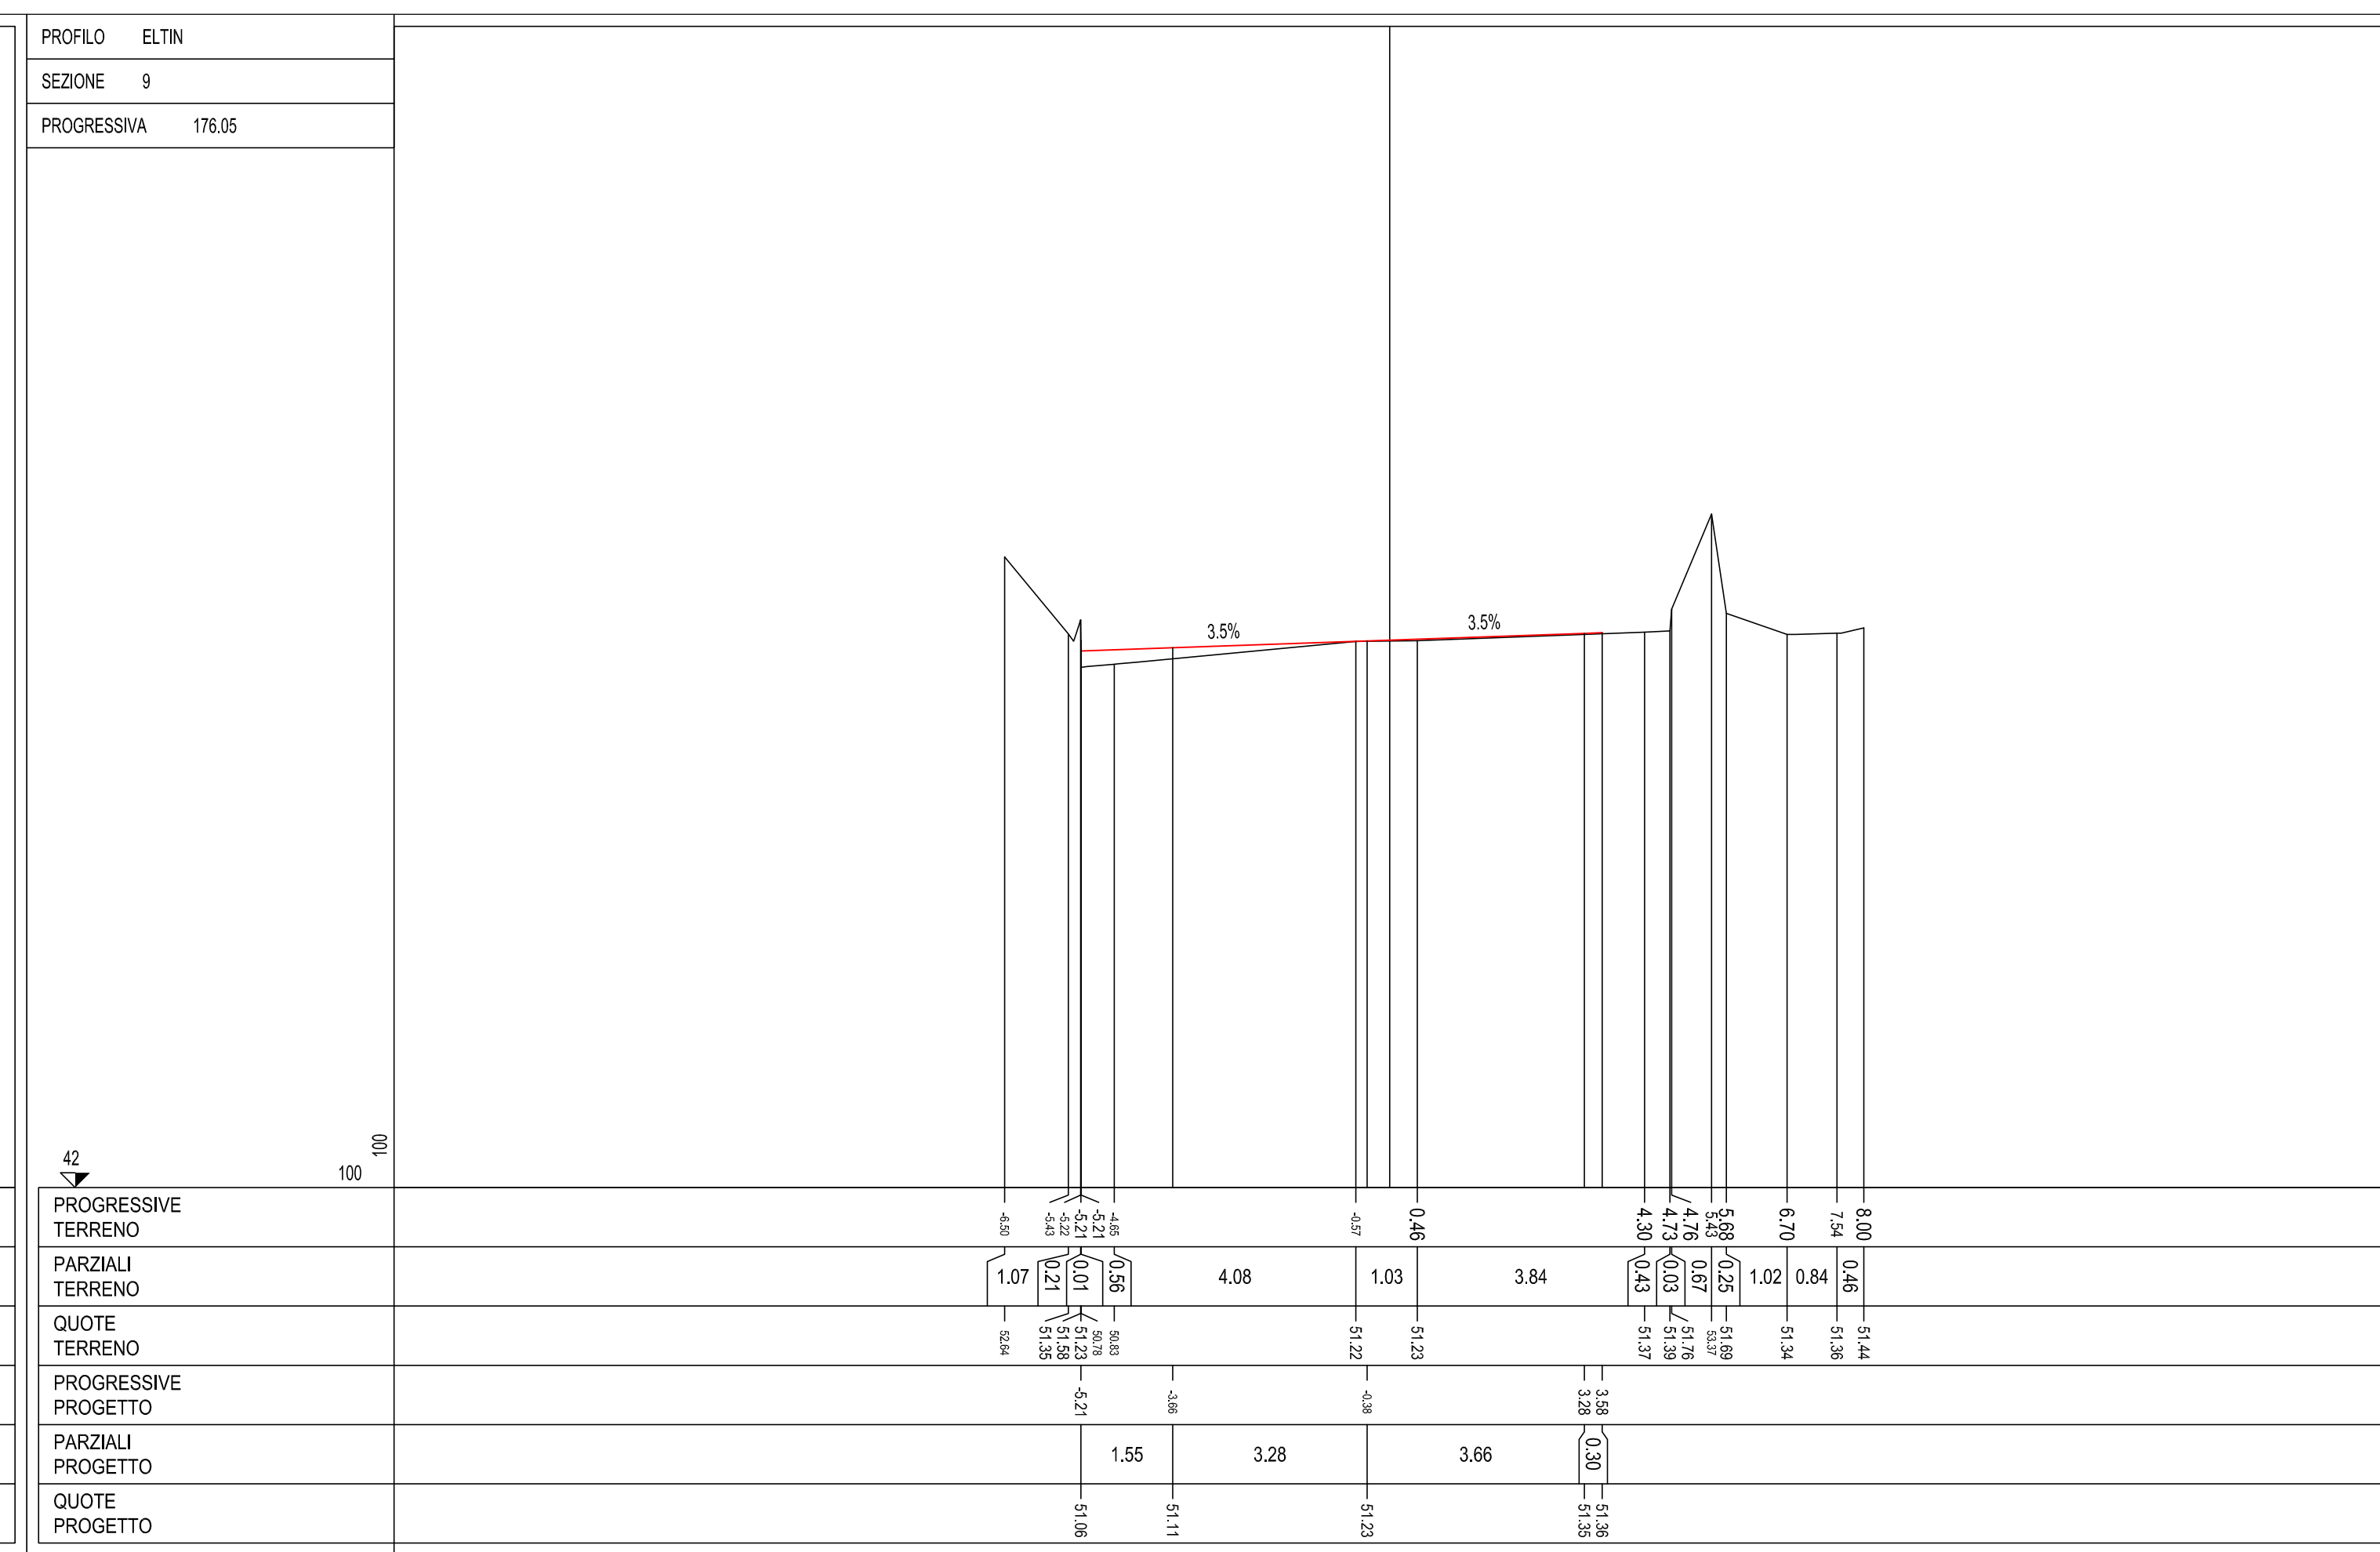 PROFILO ELTIN
SEZIONE 9
PROGRESSIVA 176.05
3.5% 3.5%
42
100
100
PROGRESSIVE
TERRENO
-6.50 -5.43 -5.22 -5.21 -5.21 -4.65 -0.57 0.46 4.30 4.73 4.76 5.43 5.68 6.70 7.54 8.00
PARZIALI
TERRENO
1.07 0.21 0.01 0.56 4.08 1.03 3.84 0.43 0.03 0.67 0.25 1.02 0.84 0.46
QUOTE
TERRENO
52.64 51.35 51.58 51.23 50.78 50.83 51.22 51.23 51.37 51.39 51.76 53.37 51.69 51.34 51.36 51.44
PROGRESSIVE
PROGETTO
-5.21 -3.66 -0.38 3.28 3.58
PARZIALI
PROGETTO
1.55 3.28 3.66 0.30
QUOTE
PROGETTO
51.06 51.11 51.23 51.35 51.36